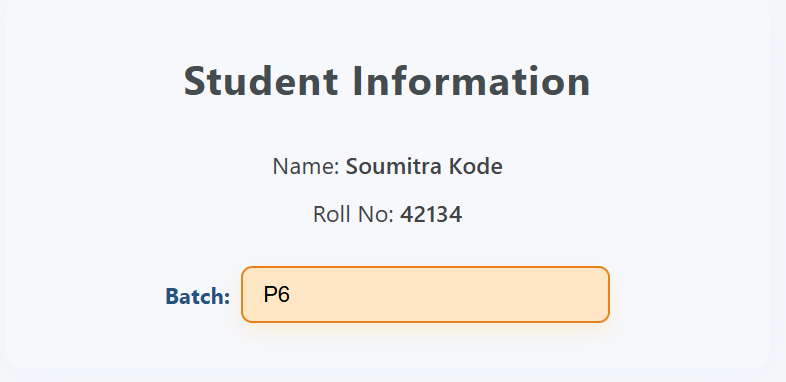 Student Information
Name: Soumitra Kode
Roll No: 42134
Batch: P6